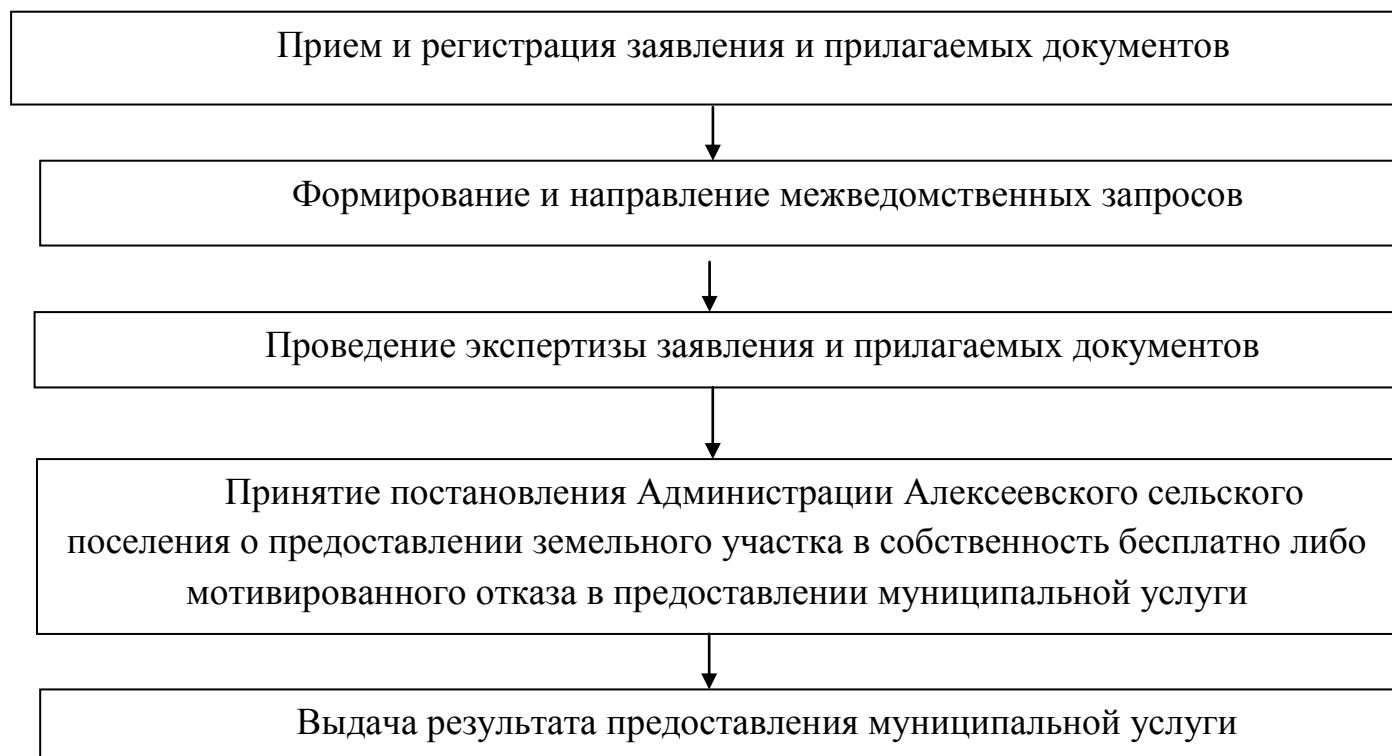 Прием и регистрация заявления и прилагаемых документов
Формирование и направление межведомственных запросов
Проведение экспертизы заявления и прилагаемых документов
Принятие постановления Администрации Алексеевского сельского
поселения о предоставлении земельного участка в собственность бесплатно либо
мотивированного отказа в предоставлении муниципальной услуги
Выдача результата предоставления муниципальной услуги